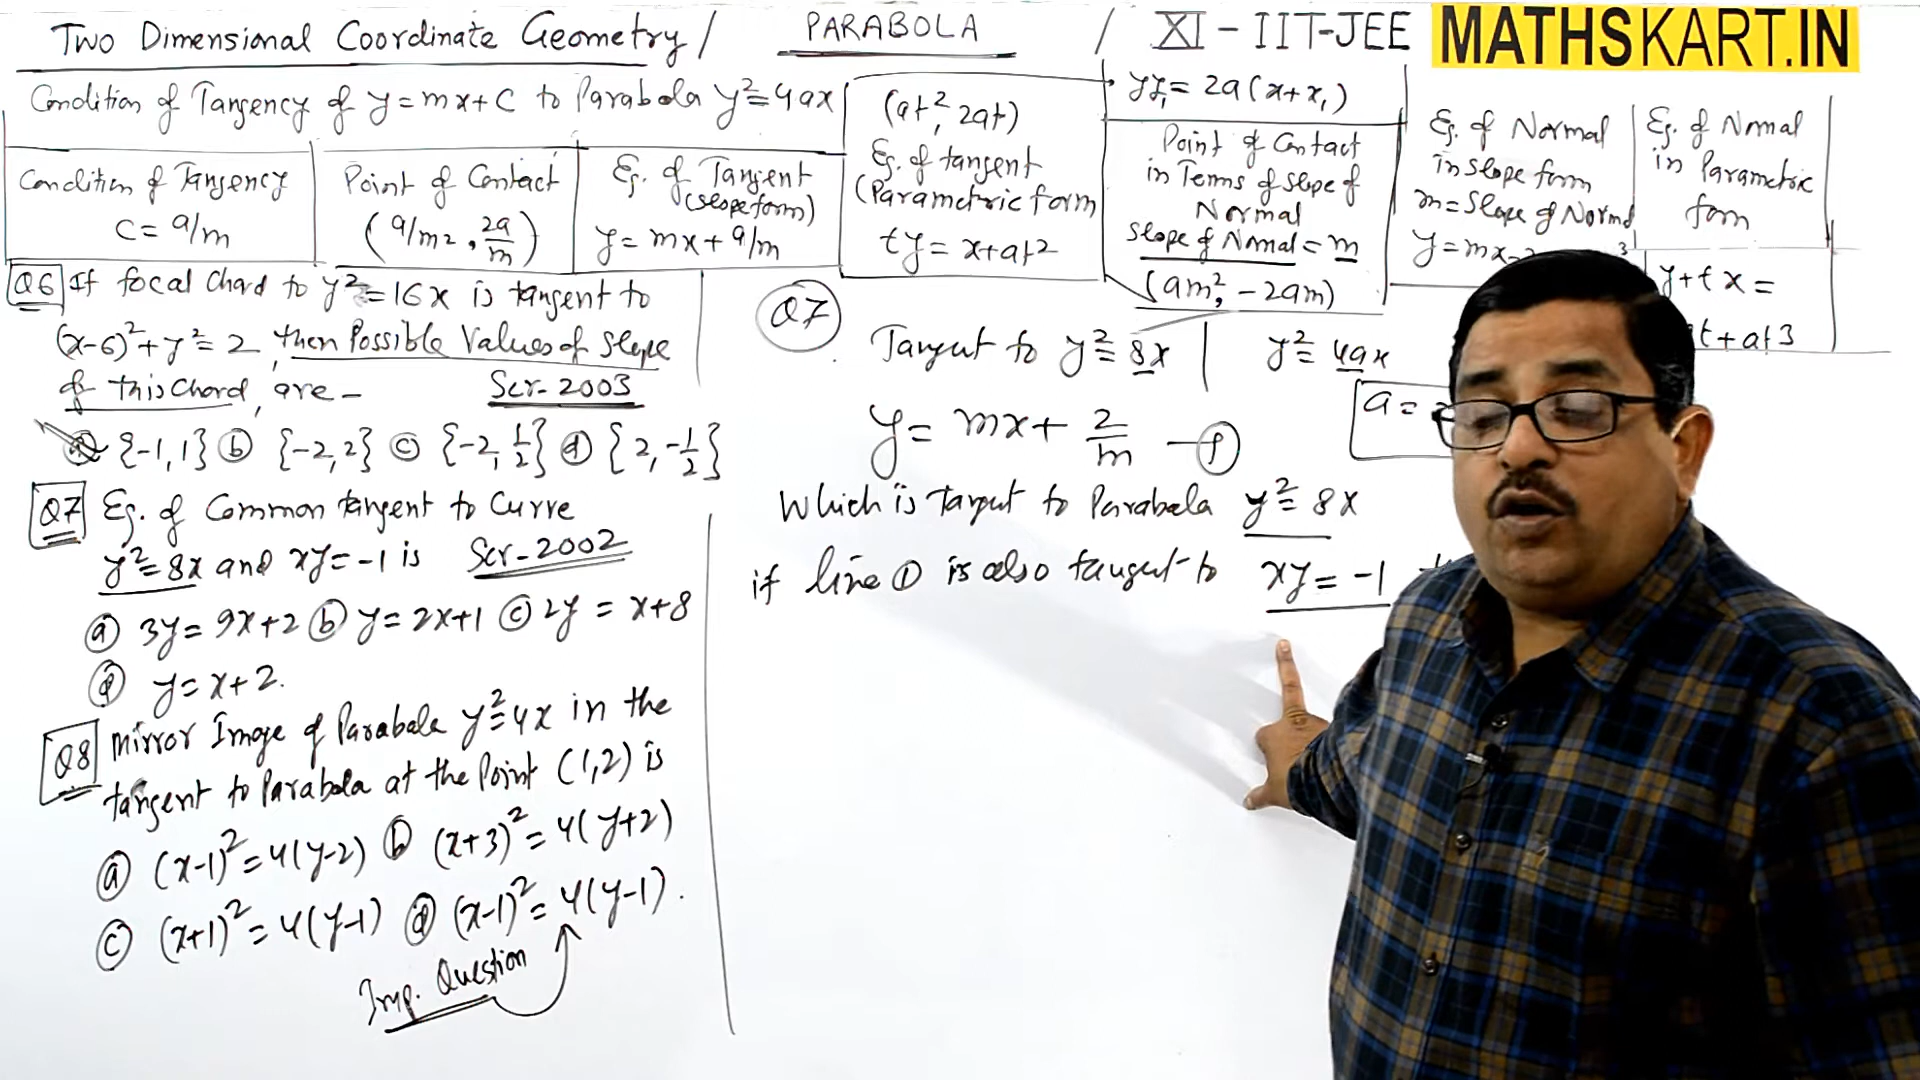 Two Dimensional Coordinate Geometry / PARABOLA / XI - IIT-JEE MATHSKART.IN
Condition of Tangency of y=mx+c to Parabola y²=4ax
Condition of Tangency
c = a/m
Point of Contact
(a/m², 2a/m)
Eq. of Tangent
(slope form)
y = mx + a/m
(at², 2at)
Eq. of tangent
(Parametric form
ty = x+at²
yy₁ = 2a(x+x₁)
Point of Contact
in Terms of slope of
Normal
slope of Normal = m
(am², -2am)
Eq. of Normal
in slope form
m = slope of Normal
y = mx-
Eq. of Normal
in Parametric
form
y+tx =
t + at3
Q6 If focal chord to y²=16x is tangent to
(x-6)²+y²=2, then Possible Values of slope
of this chord, are - Scr-2003
(a) {-1,1} (b) {-2,2} (c) {-2,1/2} (d) {2,-1/2}
Q7 Eq. of Common tangent to Curve
y²=8x and xy=-1 is Scr-2002
(a) 3y=9x+2 (b) y=2x+1 (c) 2y = x+8
(d) y=x+2.
Q8 Mirror Image of Parabola y²=4x in the
tangent to Parabola at the Point (1,2) is
(a) (x-1)²=4(y-2) (b) (x+3)²=4(y+2)
(c) (x+1)²=4(y-1) (d) (x-1)²=4(y-1).
Imp. Question
Q7
Tangent to y²=8x | y²=4ax
a =
y = mx + 2/m -①
Which is Tangent to Parabola y²=8x
if line ① is also tangent to xy = -1